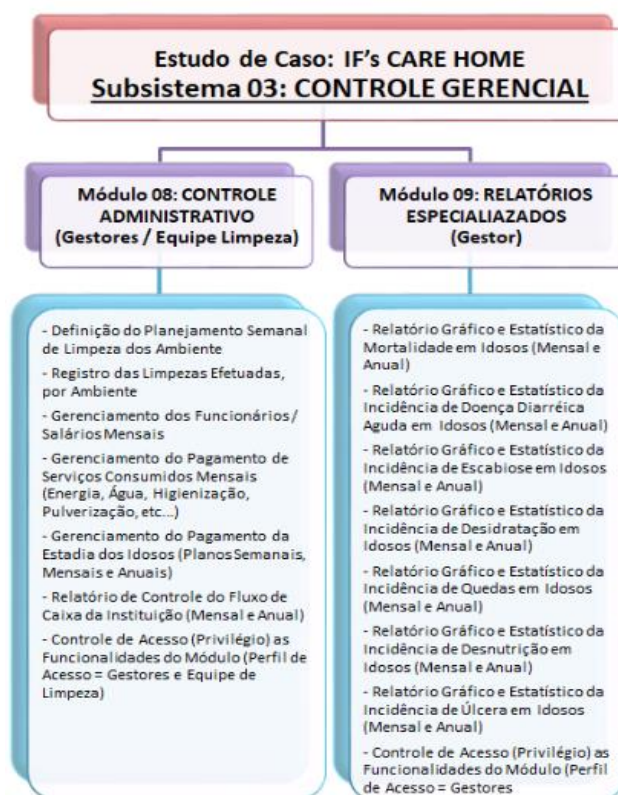 Estudo de Caso: IF's CARE HOME
Subsistema 03: CONTROLE GERENCIAL
Módulo 08: CONTROLE
ADMINISTRATIVO
(Gestores / Equipe Limpeza)
- Definição do Planejamento Semanal
de Limpeza dos Ambiente
- Registro das Limpezas Efetuadas,
por Ambiente
- Gerenciamento dos Funcionários /
Salários Mensais
- Gerenciamento do Pagamento de
Serviços Consumidos Mensais
(Energia, Água, Higienização,
Pulverização, etc...)
- Gerenciamento do Pagamento da
Estadia dos Idosos (Planos Semanais,
Mensais e Anuais)
- Relatório de Controle do Fluxo de
Caixa da Instituição (Mensal e Anual)
- Controle de Acesso (Privilégio) as
Funcionalidades do Módulo (Perfil de
Acesso = Gestores e Equipe de
Limpeza)
Módulo 09: RELATÓRIOS
ESPECIALIAZADOS
(Gestor)
- Relatório Gráfico e Estatístico da
Mortalidade em Idosos (Mensal e
Anual)
- Relatório Gráfico e Estatístico da
Incidência de Doença Diarréica
Aguda em Idosos (Mensal e Anual)
- Relatório Gráfico e Estatístico da
Incidência de Escabiose em Idosos
(Mensal e Anual)
- Relatório Gráfico e Estatístico da
Incidência de Desidratação em
Idosos (Mensal e Anual)
- Relatório Gráfico e Estatístico da
Incidência de Quedas em Idosos
(Mensal e Anual)
- Relatório Gráfico e Estatístico da
Incidência de Desnutrição em
Idosos (Mensal e Anual)
- Relatório Gráfico e Estatístico da
Incidência de Úlcera em Idosos
(Mensal e Anual)
- Controle de Acesso (Privilégio) as
Funcionalidades do Módulo (Perfil
de Acesso = Gestores